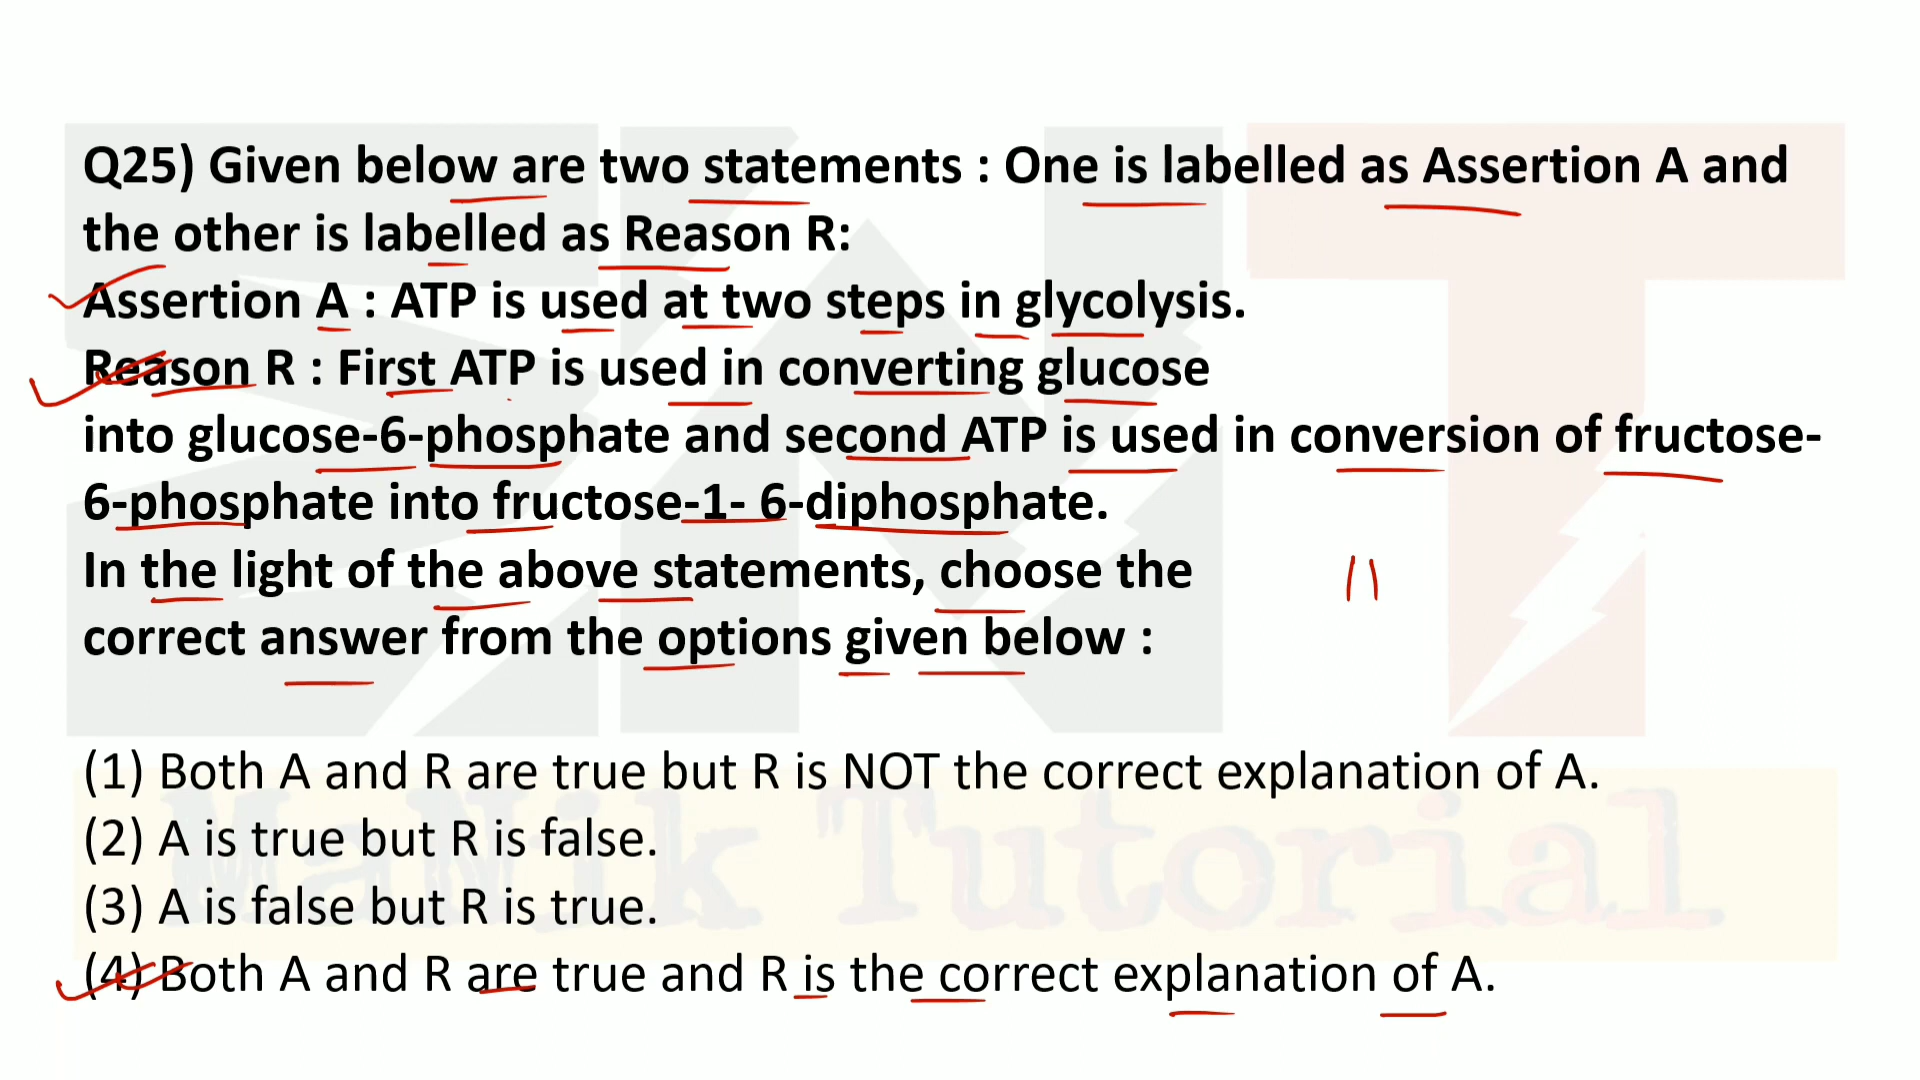 Q25) Given below are two statements : One is labelled as Assertion A and
the other is labelled as Reason R:
Assertion A : ATP is used at two steps in glycolysis.
Reason R : First ATP is used in converting glucose
into glucose-6-phosphate and second ATP is used in conversion of fructose-
6-phosphate into fructose-1- 6-diphosphate.
In the light of the above statements, choose the
correct answer from the options given below :
(1) Both A and R are true but R is NOT the correct explanation of A.
(2) A is true but R is false.
(3) A is false but R is true.
(4) Both A and R are true and R is the correct explanation of A.
MaNik Tutorial